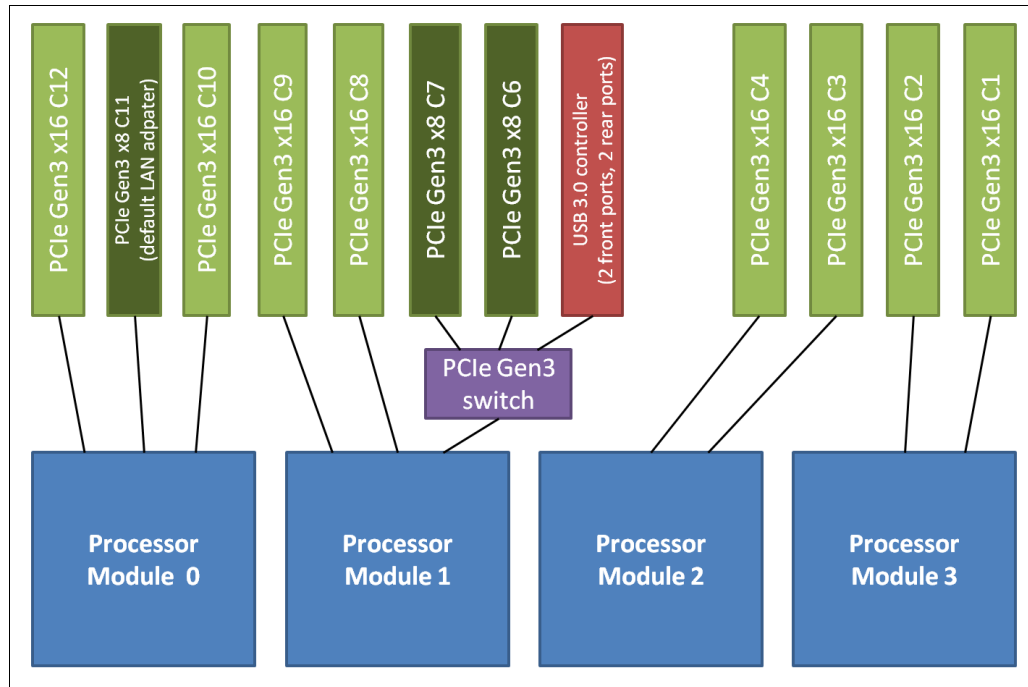 PCIe Gen3 x16 C12
PCIe Gen3 x8 C11
(default LAN adpater)
PCIe Gen3 x16 C10
PCIe Gen3 x16 C9
PCIe Gen3 x16 C8
PCIe Gen3 x8 C7
PCIe Gen3 x8 C6
USB 3.0 controller
(2 front ports, 2 rear ports)
PCIe Gen3 x16 C4
PCIe Gen3 x16 C3
PCIe Gen3 x16 C2
PCIe Gen3 x16 C1
PCIe Gen3
switch
Processor
Module 0
Processor
Module 1
Processor
Module 2
Processor
Module 3